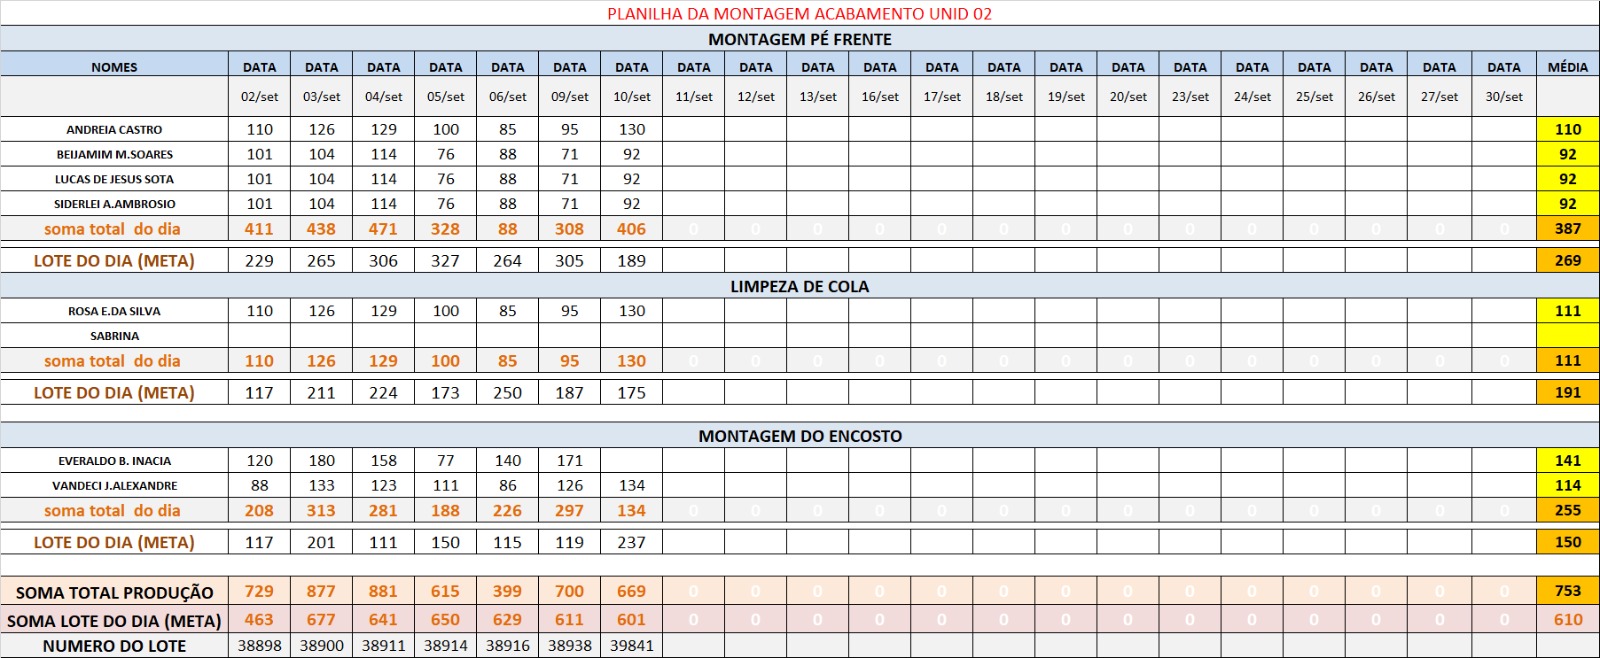 PLANILHA DA MONTAGEM ACABAMENTO UNID 02
MONTAGEM PÉ FRENTE
NOMES DATA DATA DATA DATA DATA DATA DATA DATA DATA DATA DATA DATA DATA DATA DATA DATA DATA DATA DATA DATA DATA MÉDIA
02/set 03/set 04/set 05/set 06/set 09/set 10/set 11/set 12/set 13/set 16/set 17/set 18/set 19/set 20/set 23/set 24/set 25/set 26/set 27/set 30/set
ANDREIA CASTRO 110 126 129 100 85 95 130 110
BEIJAMIM M.SOARES 101 104 114 76 88 71 92 92
LUCAS DE JESUS SOTA 101 104 114 76 88 71 92 92
SIDERLEI A.AMBROSIO 101 104 114 76 88 71 92 92
soma total do dia 411 438 471 328 88 308 406 0 0 0 0 0 0 0 0 0 0 0 0 0 0 387
LOTE DO DIA (META) 229 265 306 327 264 305 189 269
LIMPEZA DE COLA
ROSA E.DA SILVA 110 126 129 100 85 95 130 111
SABRINA
soma total do dia 110 126 129 100 85 95 130 0 0 0 0 0 0 0 0 0 0 0 0 0 0 111
LOTE DO DIA (META) 117 211 224 173 250 187 175 191
MONTAGEM DO ENCOSTO
EVERALDO B. INACIA 120 180 158 77 140 171 141
VANDECI J.ALEXANDRE 88 133 123 111 86 126 134 114
soma total do dia 208 313 281 188 226 297 134 0 0 0 0 0 0 0 0 0 0 0 0 0 0 255
LOTE DO DIA (META) 117 201 111 150 115 119 237 150
SOMA TOTAL PRODUÇÃO 729 877 881 615 399 700 669 0 0 0 0 0 0 0 0 0 0 0 0 0 0 753
SOMA LOTE DO DIA (META) 463 677 641 650 629 611 601 0 0 0 0 0 0 0 0 0 0 0 0 0 0 610
NUMERO DO LOTE 38898 38900 38911 38914 38916 38938 39841